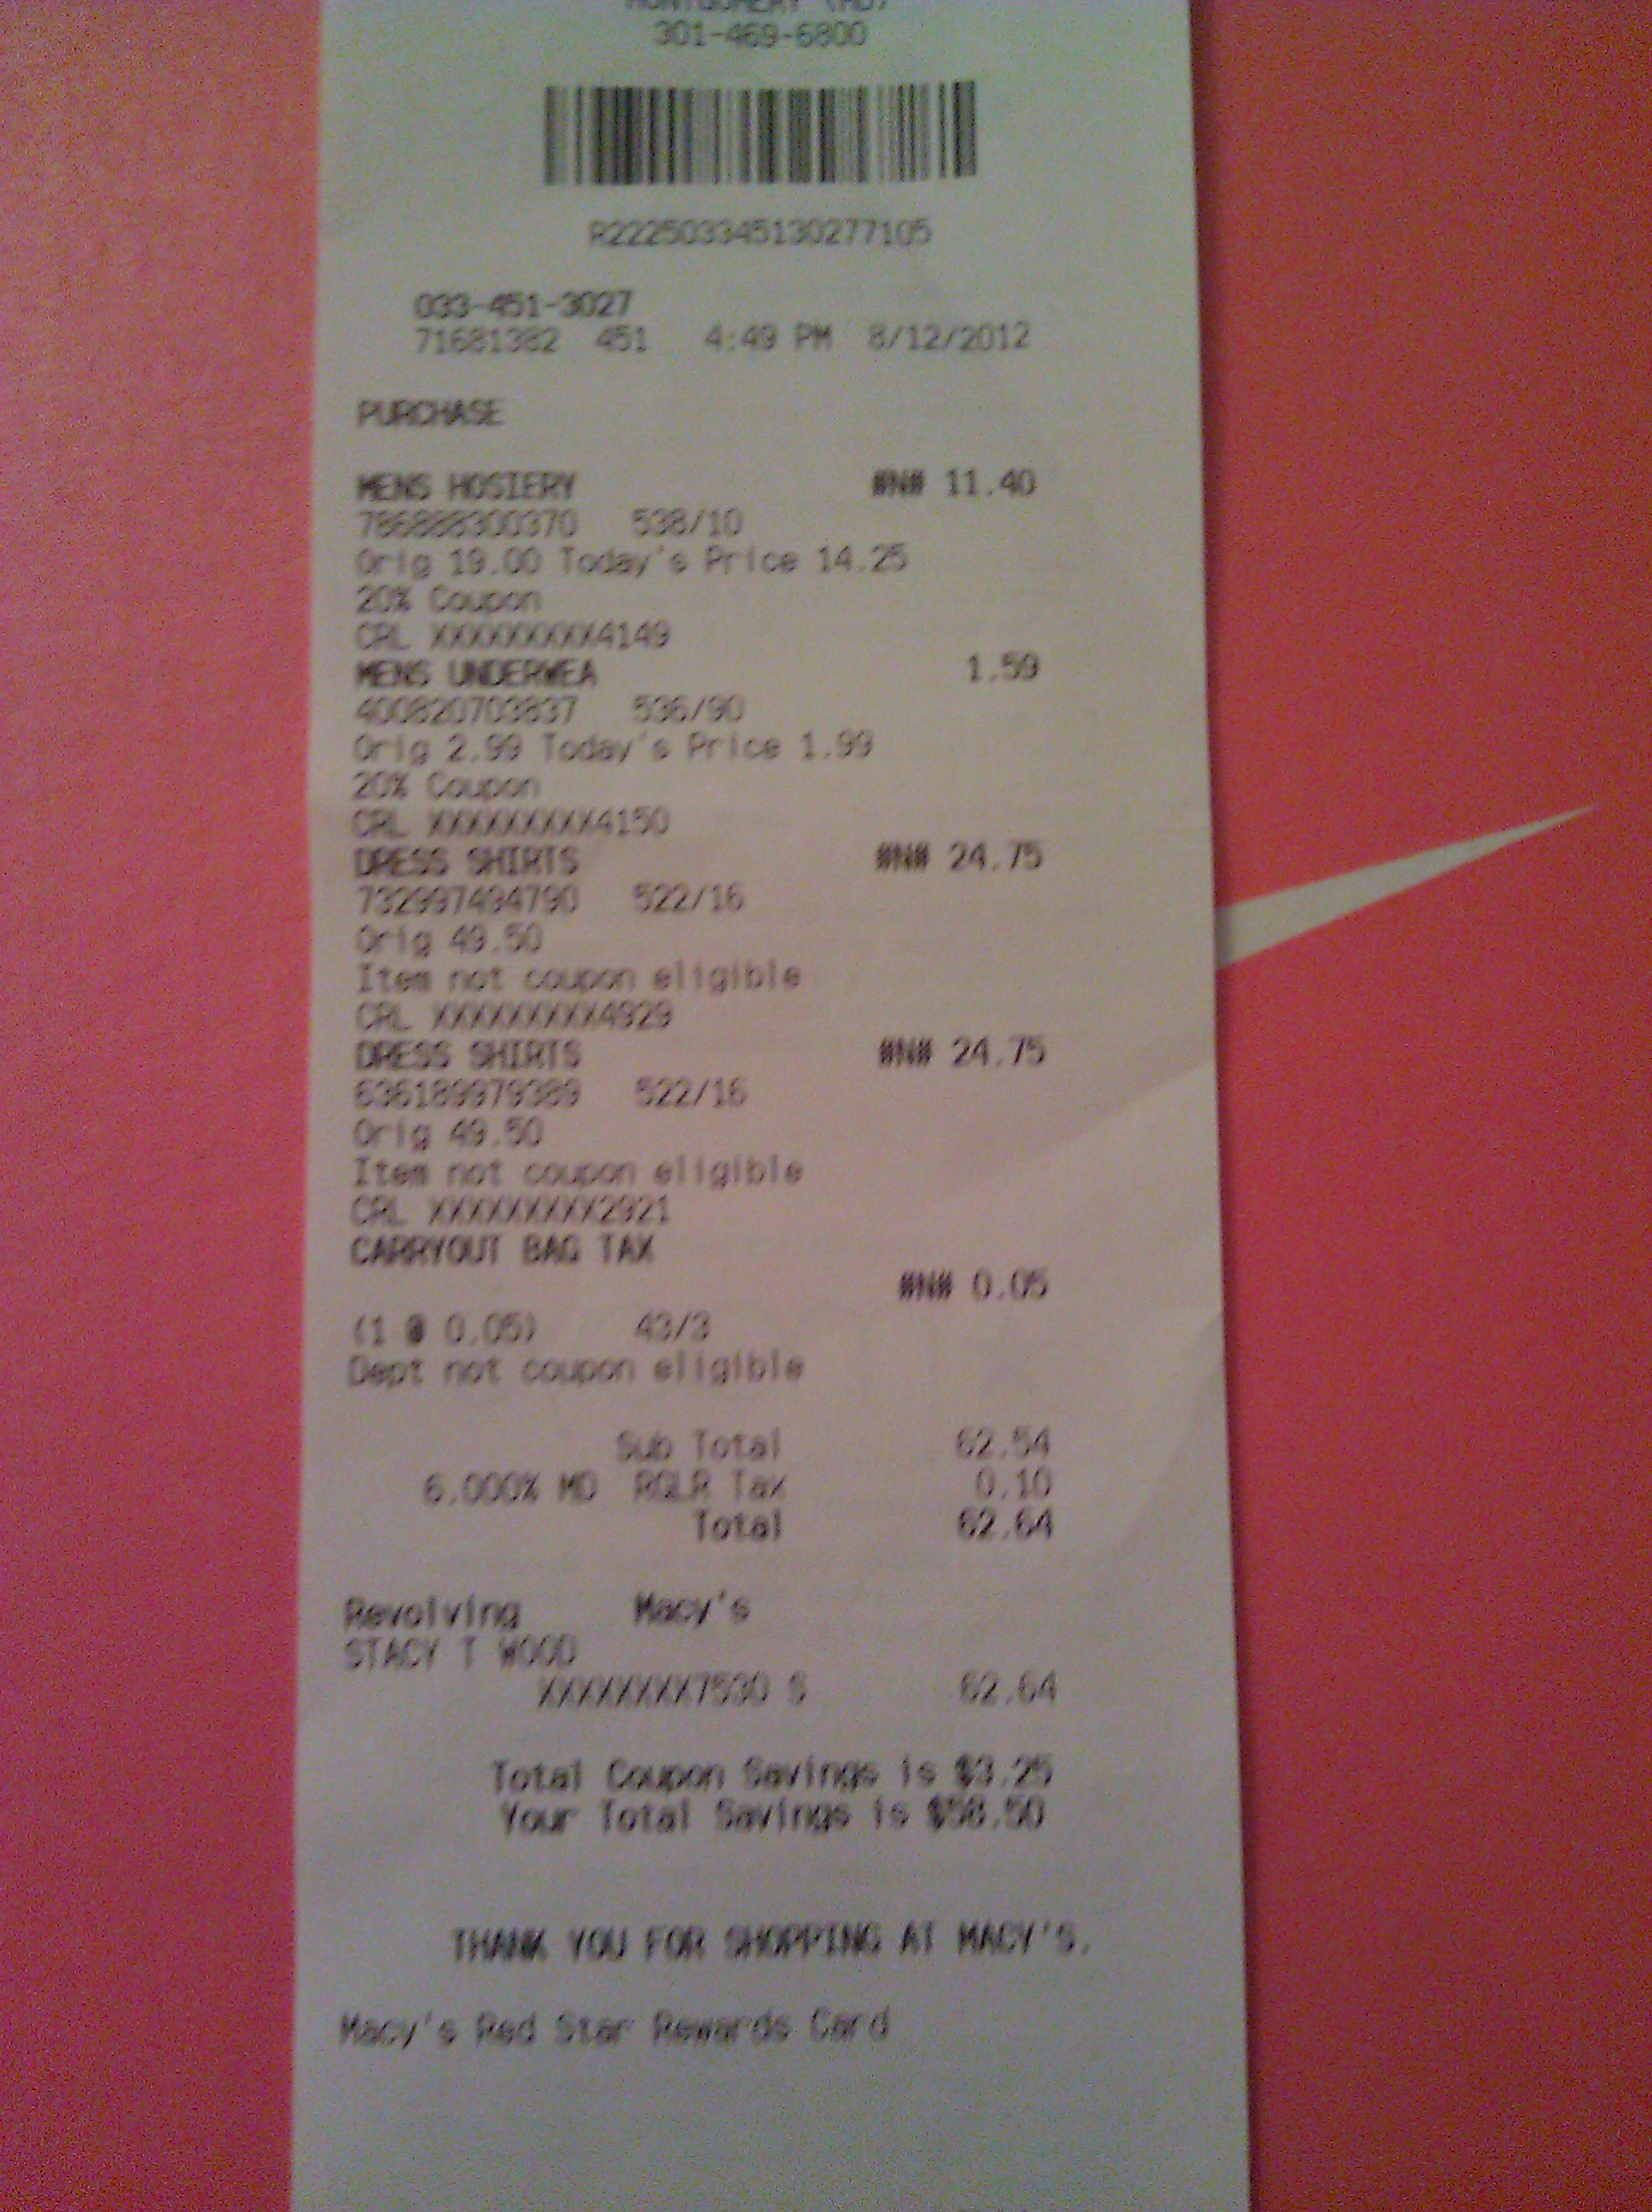 MONTGOMERY (MD)
301-469-6800
R222503345130277105
033-451-3027
71681382 451 4:49 PM 8/12/2012
PURCHASE
MENS HOSIERY #N# 11.40
786888300370 538/10
Orig 19.00 Today's Price 14.25
20% Coupon
CRL XXXXXXXXX4149
MENS UNDERWEA 1.59
400820703837 536/90
Orig 2.99 Today's Price 1.99
20% Coupon
CRL XXXXXXXXX4150
DRESS SHIRTS #N# 24.75
732997494790 522/16
Orig 49.50
Item not coupon eligible
CRL XXXXXXXXX4929
DRESS SHIRTS #N# 24.75
636189979389 522/16
Orig 49.50
Item not coupon eligible
CRL XXXXXXXXX2921
CARRYOUT BAG TAX
#N# 0.05
(1 @ 0.05) 43/3
Dept not coupon eligible
Sub Total 62.54
6.000% MD RGLR Tax 0.10
Total 62.64
Revolving Macy's
STACY T WOOD
XXXXXXXX7530 S 62.64
Total Coupon Savings is $3.25
Your Total Savings is $58.50
THANK YOU FOR SHOPPING AT MACY'S.
Macy's Red Star Rewards Card